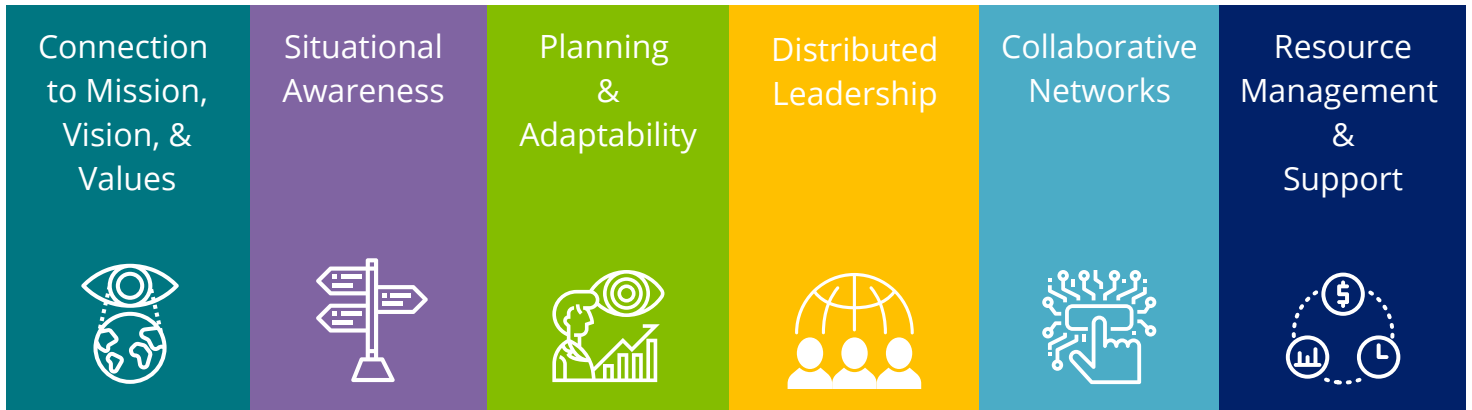 Connection
to Mission,
Vision, &
Values
Situational
Awareness
Planning
&
Adaptability
Distributed
Leadership
Collaborative
Networks
Resource
Management
&
Support
$